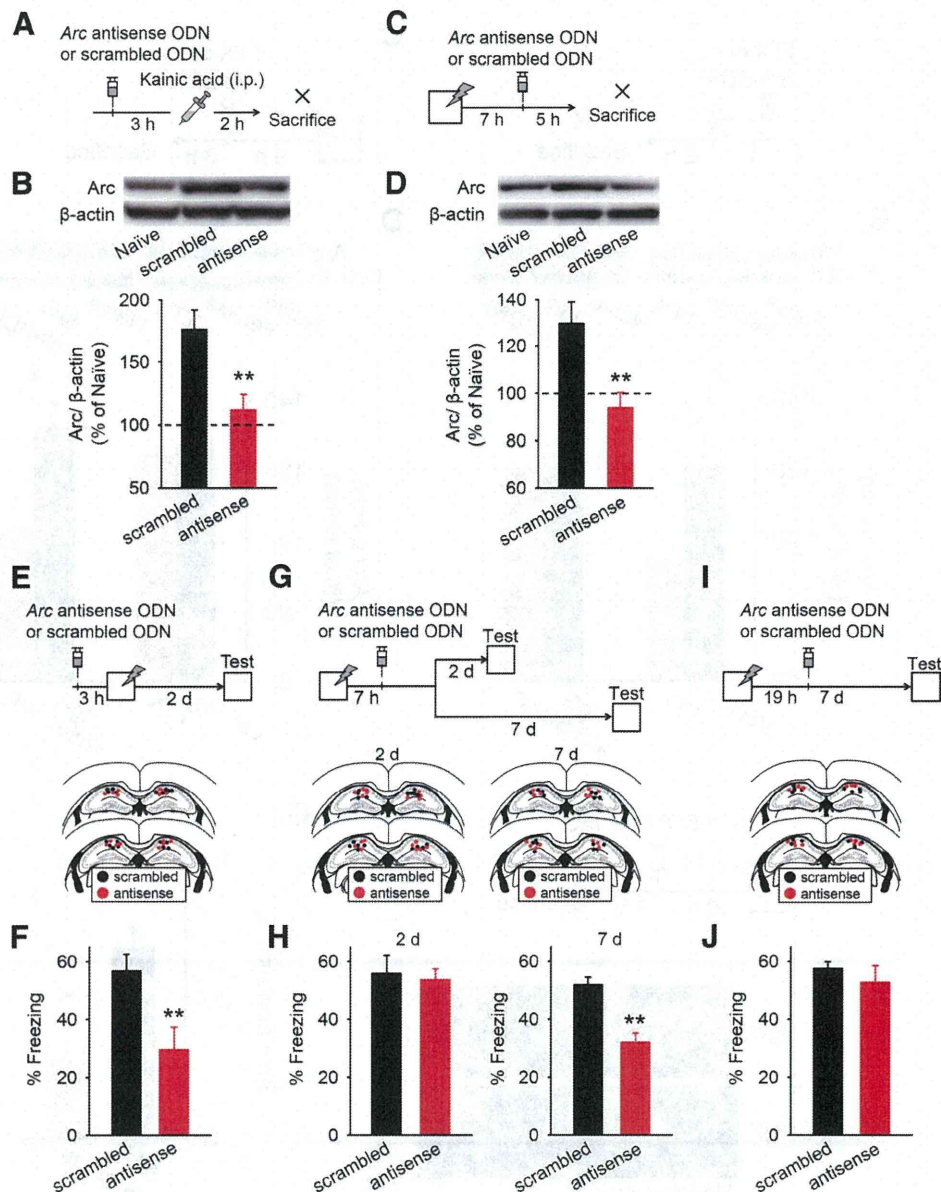 A
Arc antisense ODN
or scrambled ODN
Kainic acid (i.p.)
3 h
2 h
Sacrifice
C
Arc antisense ODN
or scrambled ODN
7 h
5 h
Sacrifice
B
Arc
β-actin
Naïve
scrambled
antisense
Arc/ β-actin
(% of Naïve)
200
150
100
50
**
scrambled
antisense
D
Arc
β-actin
Naïve
scrambled
antisense
Arc/ β-actin
(% of Naïve)
140
120
100
80
60
**
scrambled
antisense
E
Arc antisense ODN
or scrambled ODN
Test
3 h
2 d
scrambled
antisense
G
Arc antisense ODN
or scrambled ODN
Test
2 d
7 h
Test
7 d
2 d
7 d
scrambled
antisense
scrambled
antisense
I
Arc antisense ODN
or scrambled ODN
Test
19 h
7 d
scrambled
antisense
F
% Freezing
60
40
20
0
**
scrambled
antisense
H
2 d
% Freezing
60
40
20
0
scrambled
antisense
7 d
% Freezing
60
40
20
0
**
scrambled
antisense
J
% Freezing
60
40
20
0
scrambled
antisense